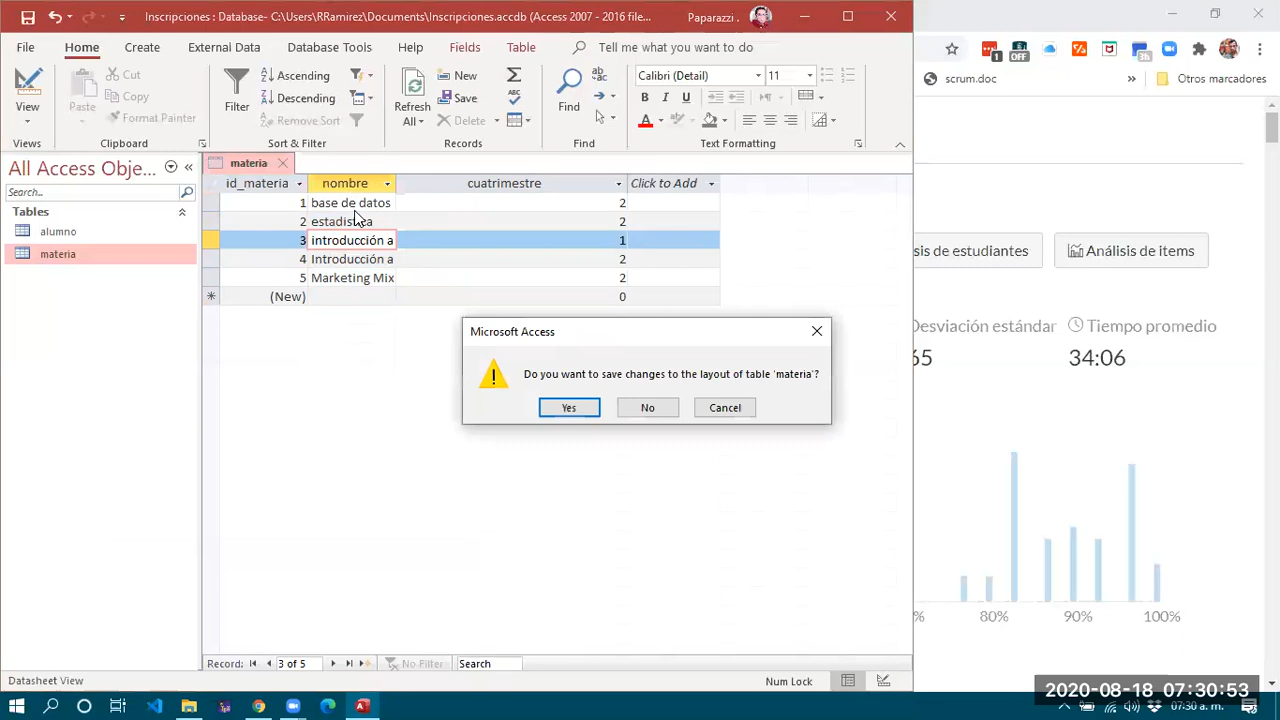 Inscripciones : Database- C:\Users\RRamirez\Documents\Inscripciones.accdb (Access 2007 - 2016 file...
Paparazzi .
File Home Create External Data Database Tools Help Fields Table Tell me what you want to do
View
Views
Paste
Cut
Copy
Format Painter
Clipboard
Filter
Ascending
Descending
Remove Sort
Sort & Filter
Refresh
All
New
Save
Delete
Records
Find
Find
Calibri (Detail) 11
B I U
Text Formatting
All Access Obje...
Search...
Tables
alumno
materia
materia
id_materia nombre cuatrimestre Click to Add
1 base de datos 2
2 estadistica 2
3 introducción a 1
4 Introducción a 2
5 Marketing Mix 2
(New) 0
Microsoft Access
Do you want to save changes to the layout of table 'materia'?
Yes No Cancel
Record: 3 of 5 No Filter Search
Datasheet View
Num Lock
1 OFF 3h
scrum.doc
» Otros marcadores
is de estudiantes
Análisis de items
Desviación estándar
65
Tiempo promedio
34:06
% 80% 90% 100%
2020-08-18 07:30:53
07:30 a. m.